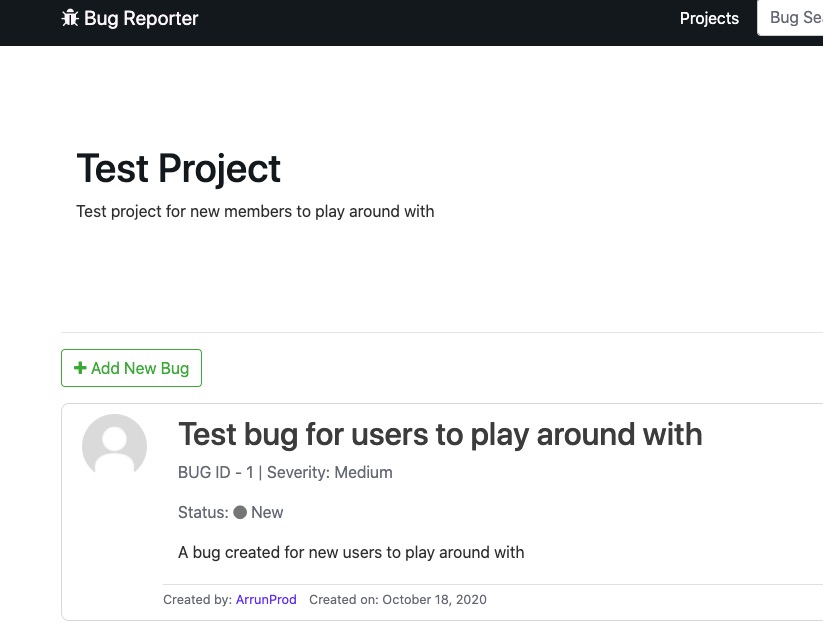 Bug Reporter
Projects
Bug Se
Test Project
Test project for new members to play around with
Add New Bug
Test bug for users to play around with
BUG ID - 1 | Severity: Medium
Status: New
A bug created for new users to play around with
Created by: ArrunProd Created on: October 18, 2020